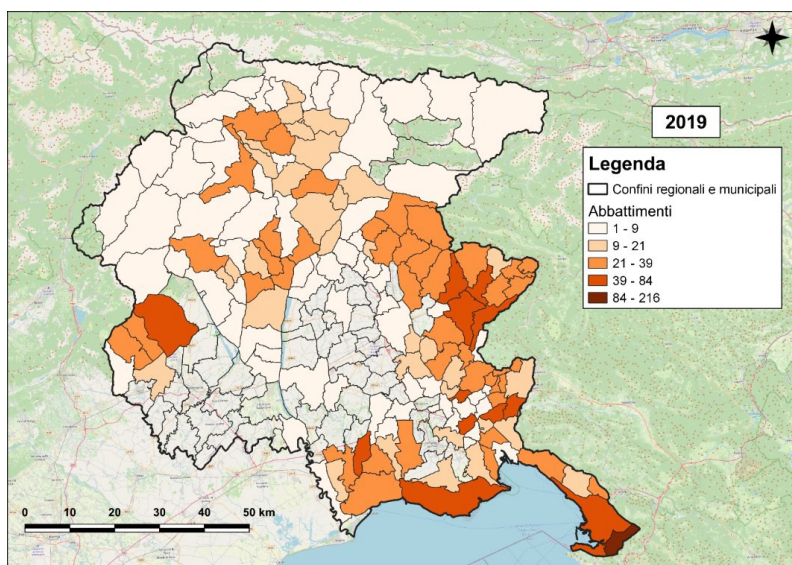 2019
Legenda
Confini regionali e municipali
Abbattimenti
1 - 9
9 - 21
21 - 39
39 - 84
84 - 216
0 10 20 30 40 50 km